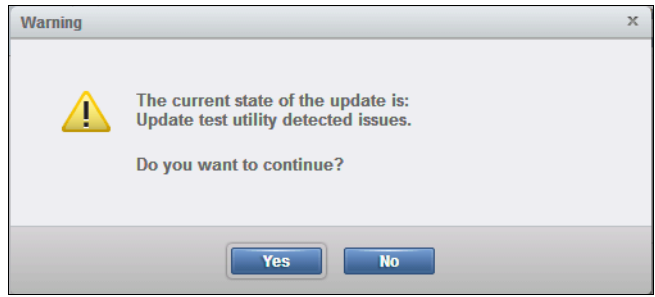 Warning x
The current state of the update is:
Update test utility detected issues.
Do you want to continue?
Yes No